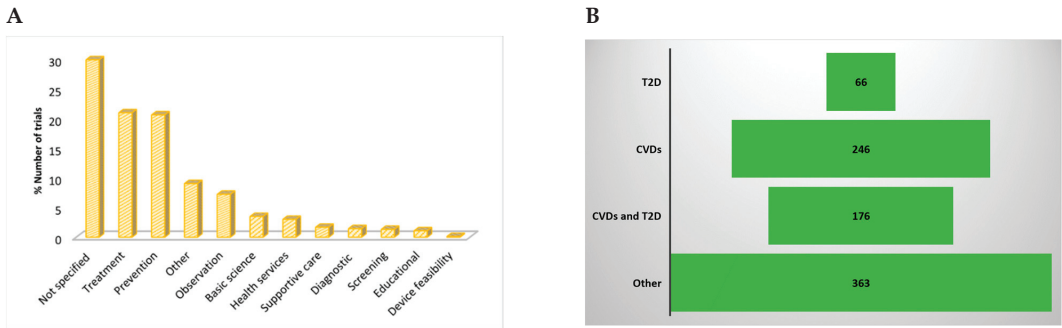 A
% Number of trials
30
25
20
15
10
5
0
Not specified
Treatment
Prevention
Other
Observation
Basic science
Health services
Supportive care
Diagnostic
Screening
Educational
Device feasibility
B
T2D
66
CVDs
246
CVDs and T2D
176
Other
363